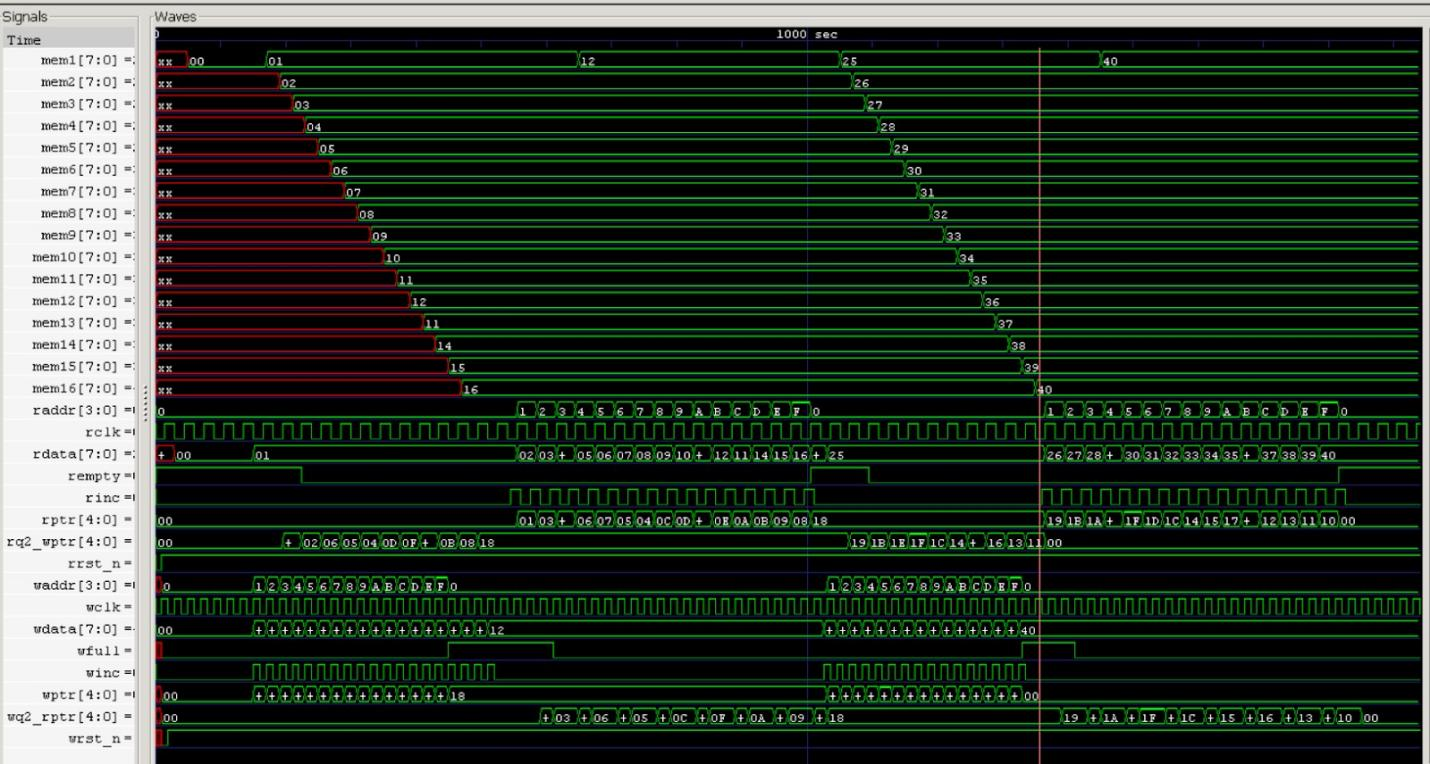 Signals Waves
Time 0 1000 sec
mem1[7:0] = xx 00 01 12 25 40
mem2[7:0] = xx 02 26
mem3[7:0] = xx 03 27
mem4[7:0] = xx 04 28
mem5[7:0] = xx 05 29
mem6[7:0] = xx 06 30
mem7[7:0] = xx 07 31
mem8[7:0] = xx 08 32
mem9[7:0] = xx 09 33
mem10[7:0] = xx 10 34
mem11[7:0] = xx 11 35
mem12[7:0] = xx 12 36
mem13[7:0] = xx 11 37
mem14[7:0] = xx 14 38
mem15[7:0] = xx 15 39
mem16[7:0] = xx 16 40
raddr[3:0] = 0 1 2 3 4 5 6 7 8 9 A B C D E F 0 1 2 3 4 5 6 7 8 9 A B C D E F 0
rclk =
rdata[7:0] = + 00 01 02 03 + 05 06 07 08 09 10 + 12 11 14 15 16 + 25 26 27 28 + 30 31 32 33 34 35 + 37 38 39 40
rempty =
rinc =
rptr[4:0] = 00 01 03 + 06 07 05 04 0C 0D + 0E 0A 0B 09 08 18 19 1B 1A + 1F 1D 1C 14 15 17 + 12 13 11 10 00
rq2_wptr[4:0] = 00 + 02 06 05 04 0D 0F + 0B 08 18 19 1B 1E 1F 1C 14 + 16 13 11 00
rrst_n =
waddr[3:0] = 0 1 2 3 4 5 6 7 8 9 A B C D E F 0 1 2 3 4 5 6 7 8 9 A B C D E F 0
wclk =
wdata[7:0] = 00 + + + + + + + + + + + + + + + + + + 12 + + + + + + + + + + + + + + + 40
wfull =
winc =
wptr[4:0] = 00 + + + + + + + + + + + + + + + 18 + + + + + + + + + + + + + + + 00
wq2_rptr[4:0] = 00 + 03 + 06 + 05 + 0C + 0F + 0A + 09 + 18 19 + 1A + 1F + 1C + 15 + 16 + 13 + 10 00
wrst_n =